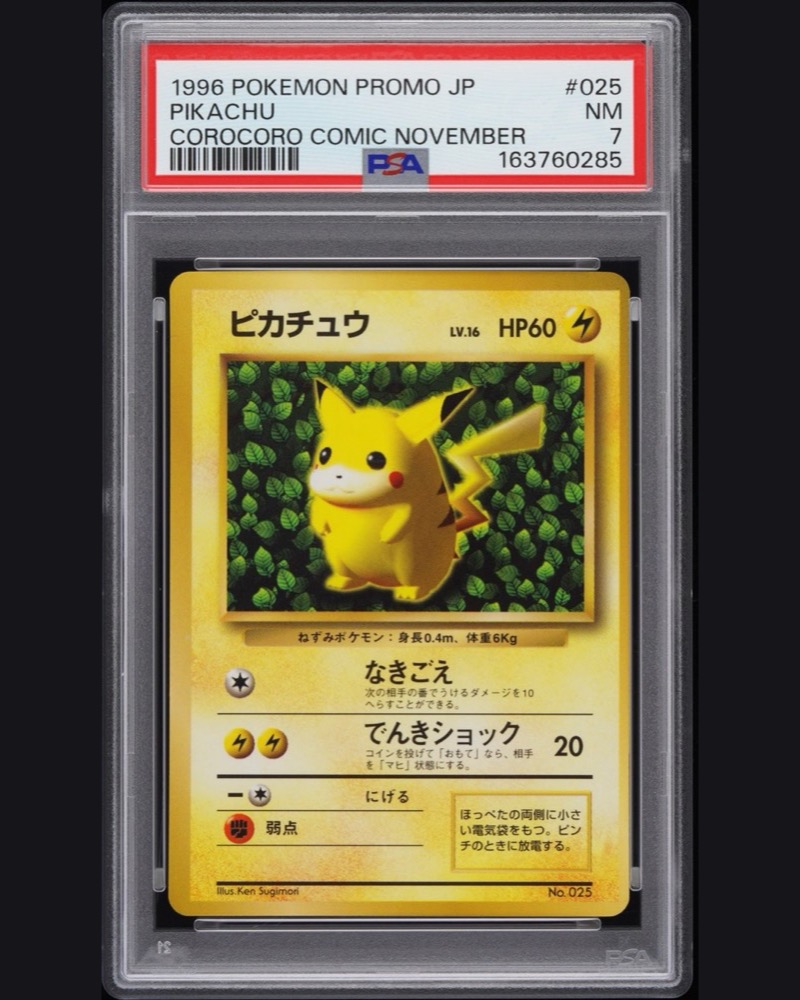 1996 POKEMON PROMO JP #025
PIKACHU NM
COROCORO COMIC NOVEMBER 7
PSA 163760285
ピカチュウ LV.16 HP60
ねずみポケモン：身長0.4m、体重6Kg
なきごえ
次の相手の番でうけるダメージを10
へらすことができる。
でんきショック 20
コインを投げて「おもて」なら、相手
を「マヒ」状態にする。
にげる
弱点
ほっぺたの両側に小さ
い電気袋をもつ。ピン
チのときに放電する。
Illus. Ken Sugimori No. 025
PSA